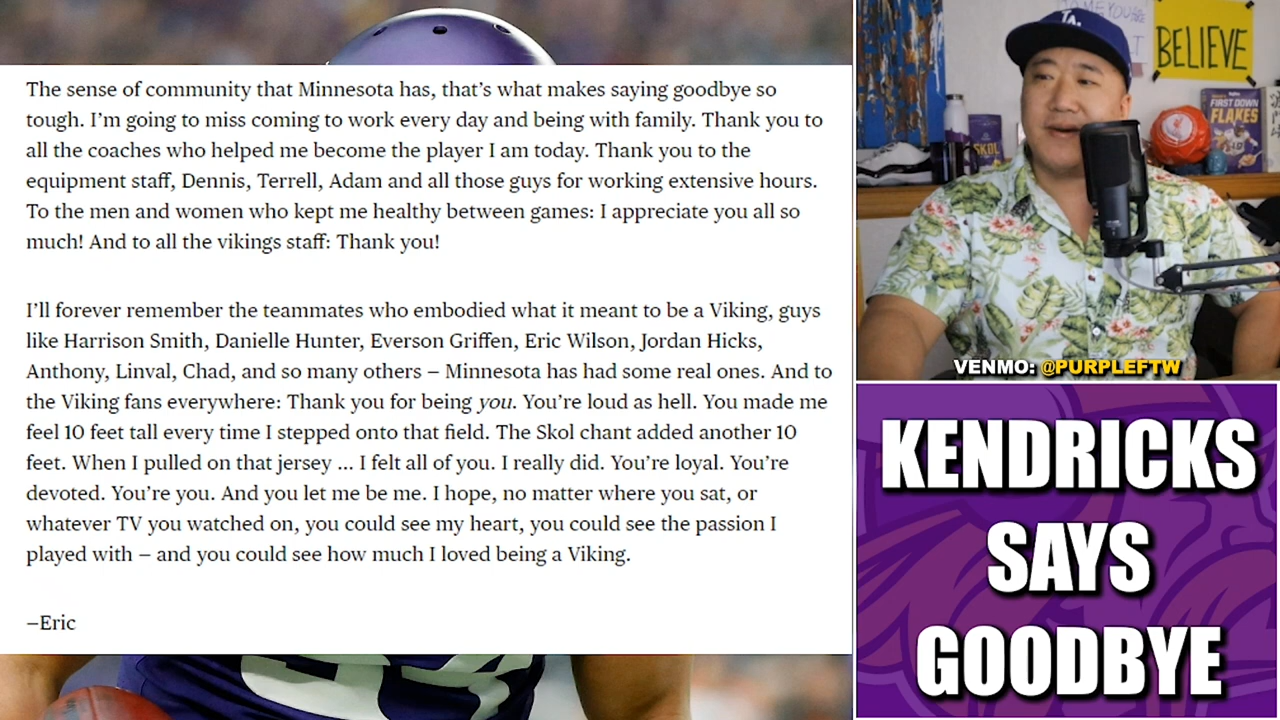 The sense of community that Minnesota has, that’s what makes saying goodbye so
tough. I’m going to miss coming to work every day and being with family. Thank you to
all the coaches who helped me become the player I am today. Thank you to the
equipment staff, Dennis, Terrell, Adam and all those guys for working extensive hours.
To the men and women who kept me healthy between games: I appreciate you all so
much! And to all the vikings staff: Thank you!
I’ll forever remember the teammates who embodied what it meant to be a Viking, guys
like Harrison Smith, Danielle Hunter, Everson Griffen, Eric Wilson, Jordan Hicks,
Anthony, Linval, Chad, and so many others – Minnesota has had some real ones. And to
the Viking fans everywhere: Thank you for being you. You’re loud as hell. You made me
feel 10 feet tall every time I stepped onto that field. The Skol chant added another 10
feet. When I pulled on that jersey ... I felt all of you. I really did. You’re loyal. You’re
devoted. You’re you. And you let me be me. I hope, no matter where you sat, or
whatever TV you watched on, you could see my heart, you could see the passion I
played with – and you could see how much I loved being a Viking.
–Eric
LA
BELIEVE
SKOL
FIRST DOWN
FLAKES
VENMO: @PURPLEFTW
KENDRICKS
SAYS
GOODBYE